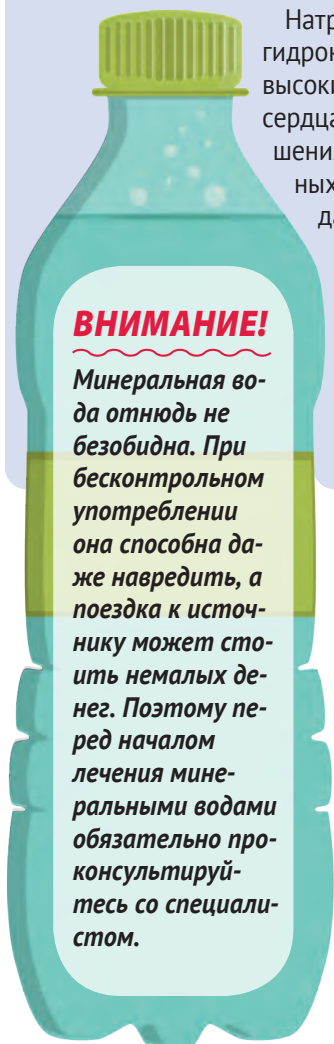 Натр
гидрок
высоки
сердца
шения
ных
да
ВНИМАНИЕ!
Минеральная во-
да отнюдь не
безобидна. При
бесконтрольном
употреблении
она способна да-
же навредить, а
поездка к источ-
нику может сто-
ить немалых де-
нег. Поэтому пе-
ред началом
лечения мине-
ральными водами
обязательно про-
консультируй-
тесь со специали-
стом.